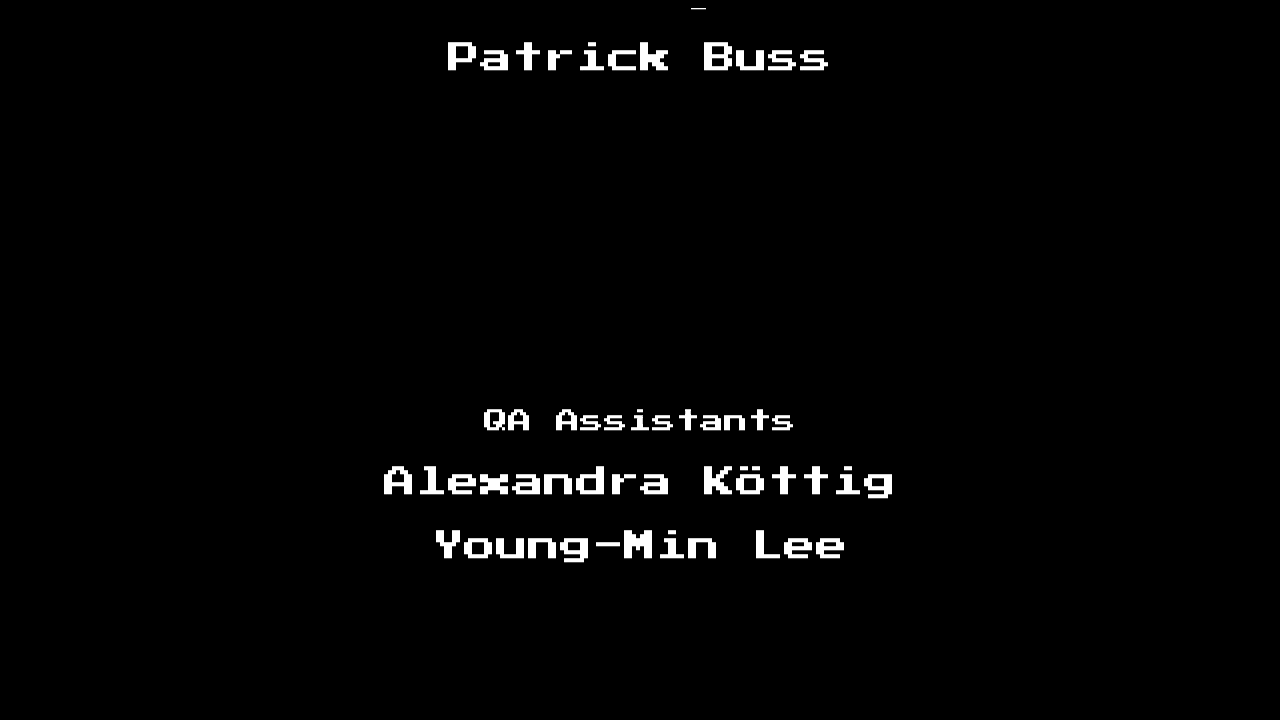 Patrick Buss
QA Assistants
Alexandra Köttig
Young-Min Lee